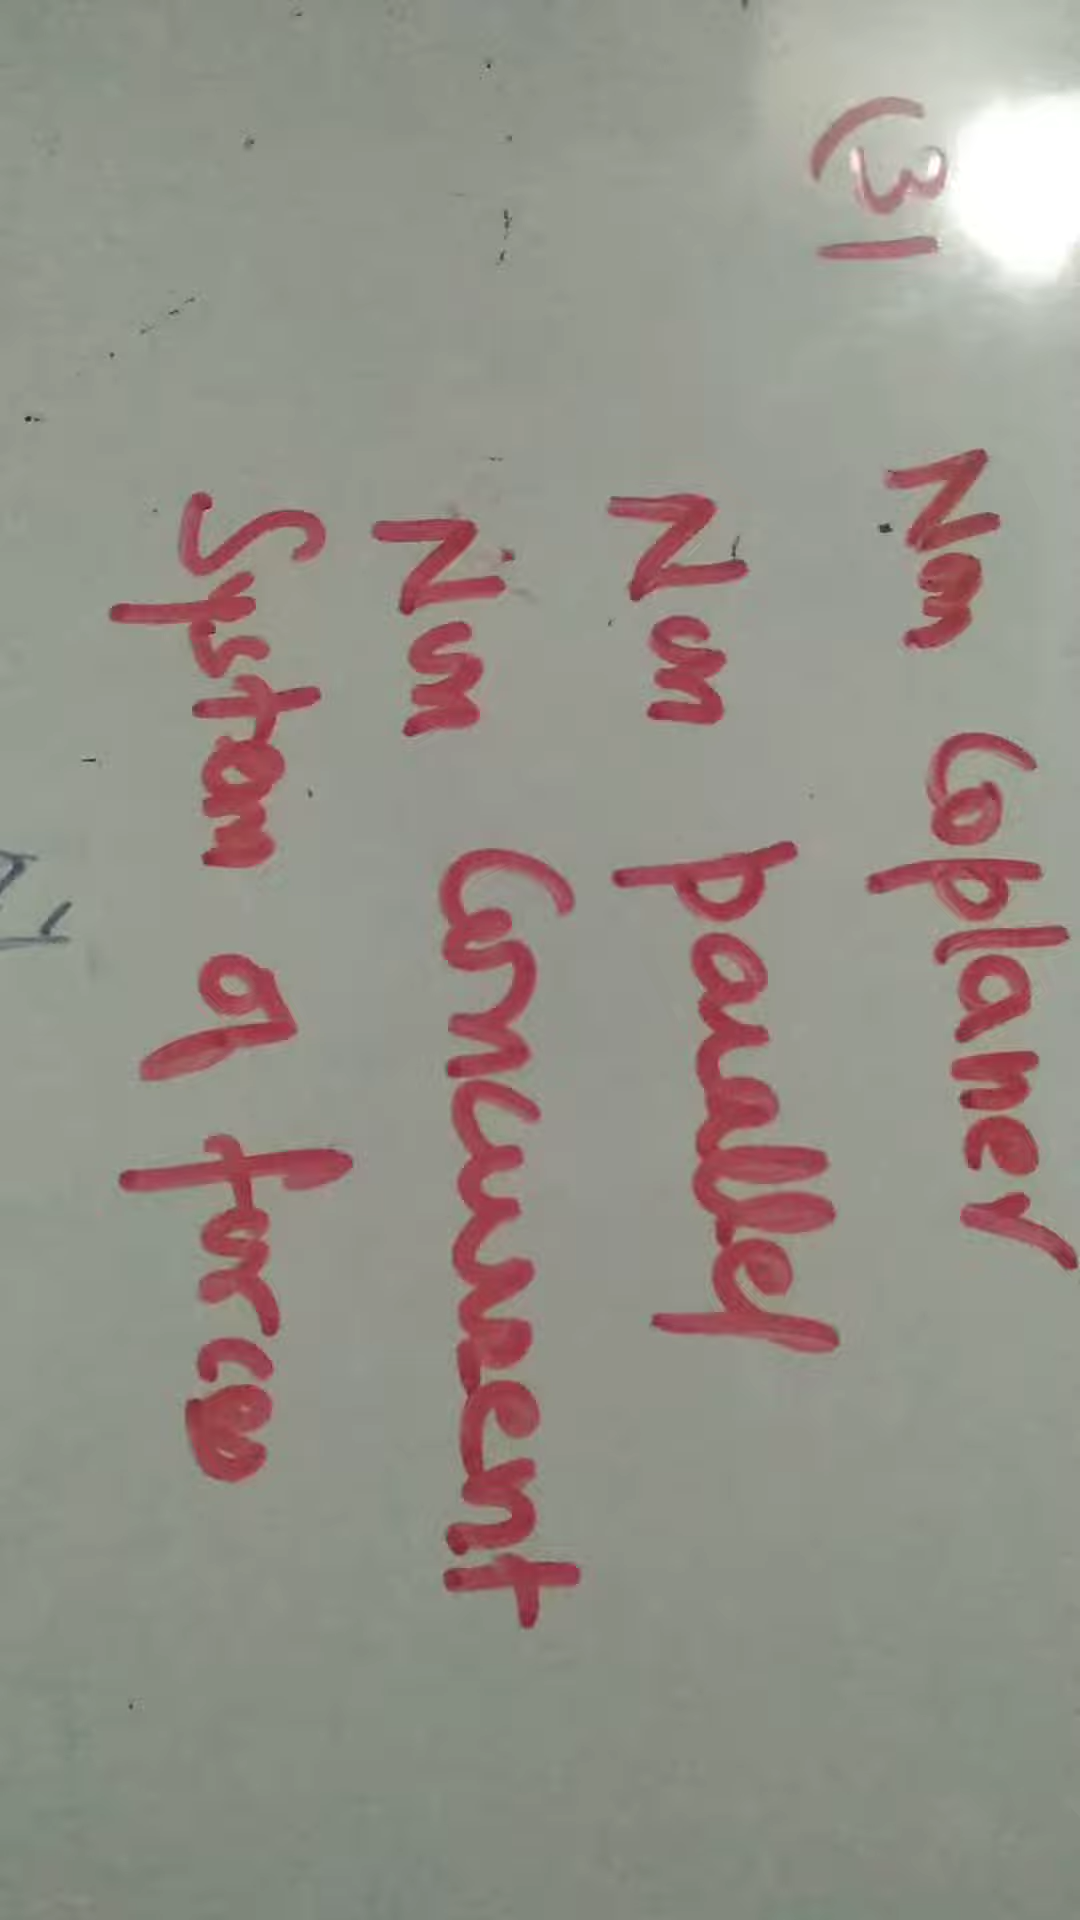 (3)
Non Coplaner
Non parallel
Non Concurrent
System of forces